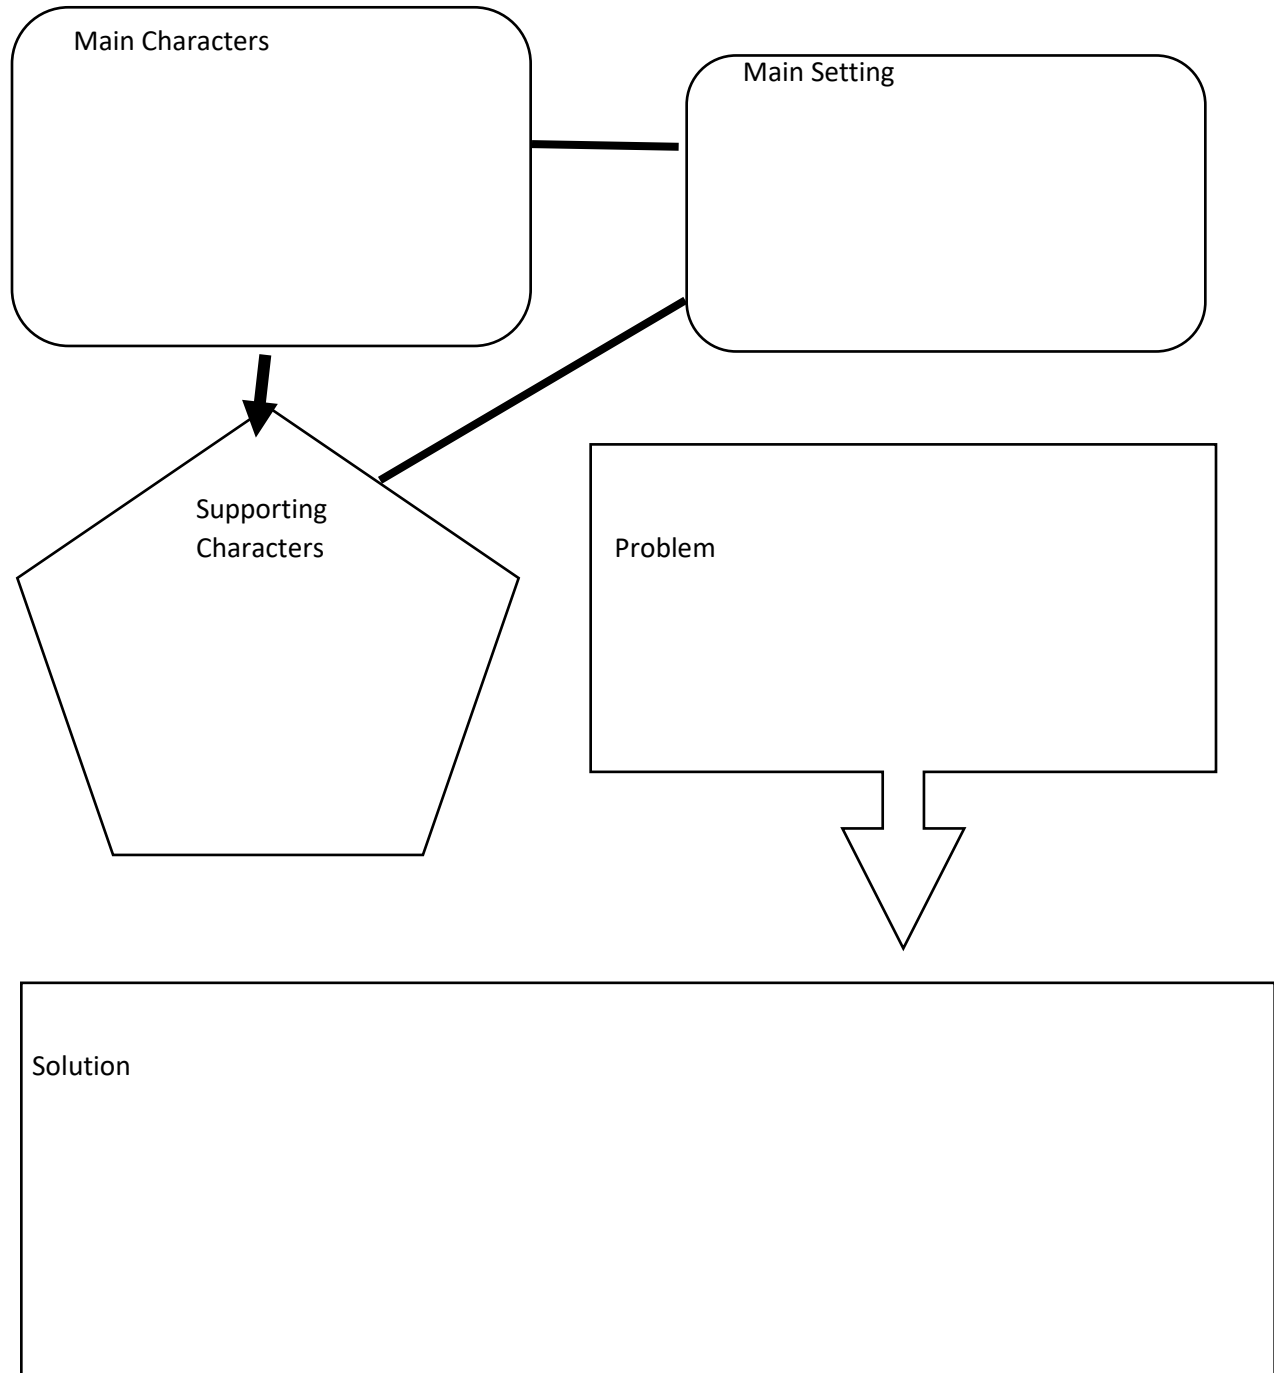 Main Characters
Main Setting
Supporting
Characters
Problem
Solution